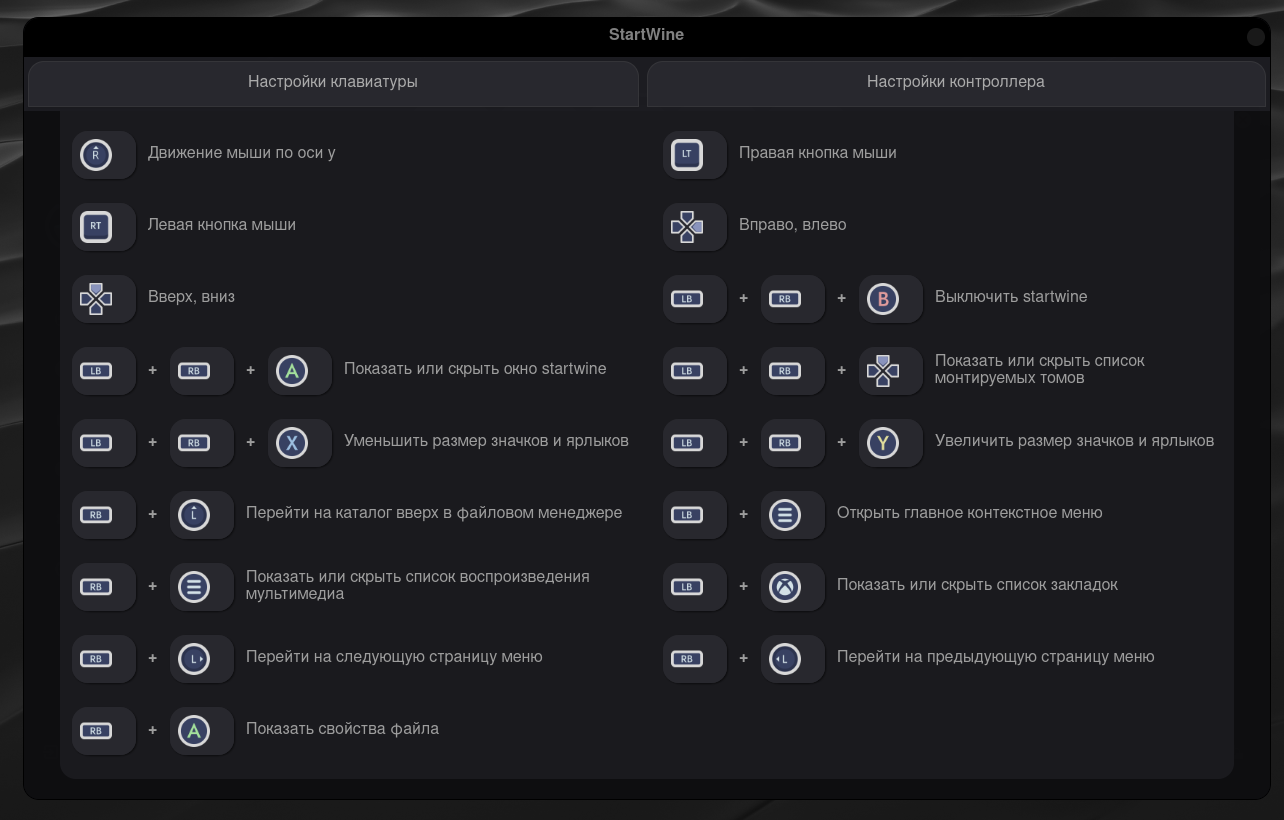 StartWine
Настройки клавиатуры
Настройки контроллера
R Движение мыши по оси y
LT Правая кнопка мыши
RT Левая кнопка мыши
Вправо, влево
Вверх, вниз
LB + RB + B Выключить startwine
LB + RB + A Показать или скрыть окно startwine
LB + RB + Показать или скрыть список
монтируемых томов
LB + RB + X Уменьшить размер значков и ярлыков
LB + RB + Y Увеличить размер значков и ярлыков
RB + L Перейти на каталог вверх в файловом менеджере
LB + Открыть главное контекстное меню
RB + Показать или скрыть список воспроизведения
мультимедиа
LB + Показать или скрыть список закладок
RB + L Перейти на следующую страницу меню
RB + L Перейти на предыдущую страницу меню
RB + A Показать свойства файла